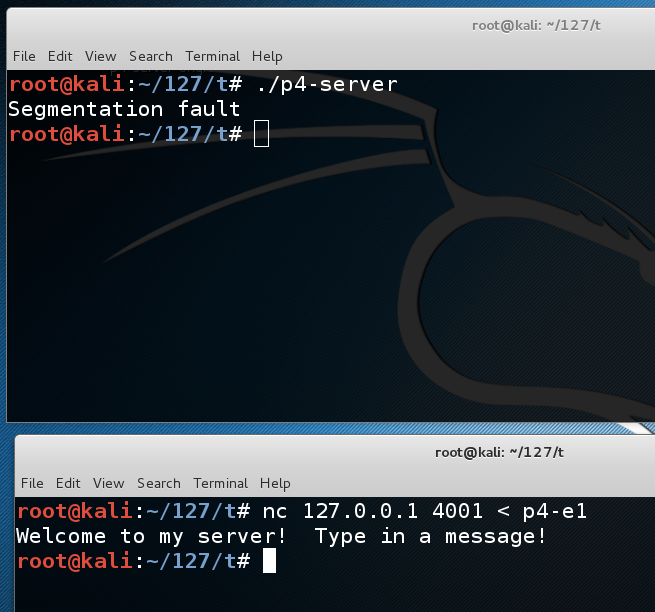 root@kali: ~/127/t
File Edit View Search Terminal Help
root@kali:~/127/t# ./p4-server
Segmentation fault
root@kali:~/127/t#
root@kali: ~/127/t
File Edit View Search Terminal Help
root@kali:~/127/t# nc 127.0.0.1 4001 < p4-e1
Welcome to my server!  Type in a message!
root@kali:~/127/t#